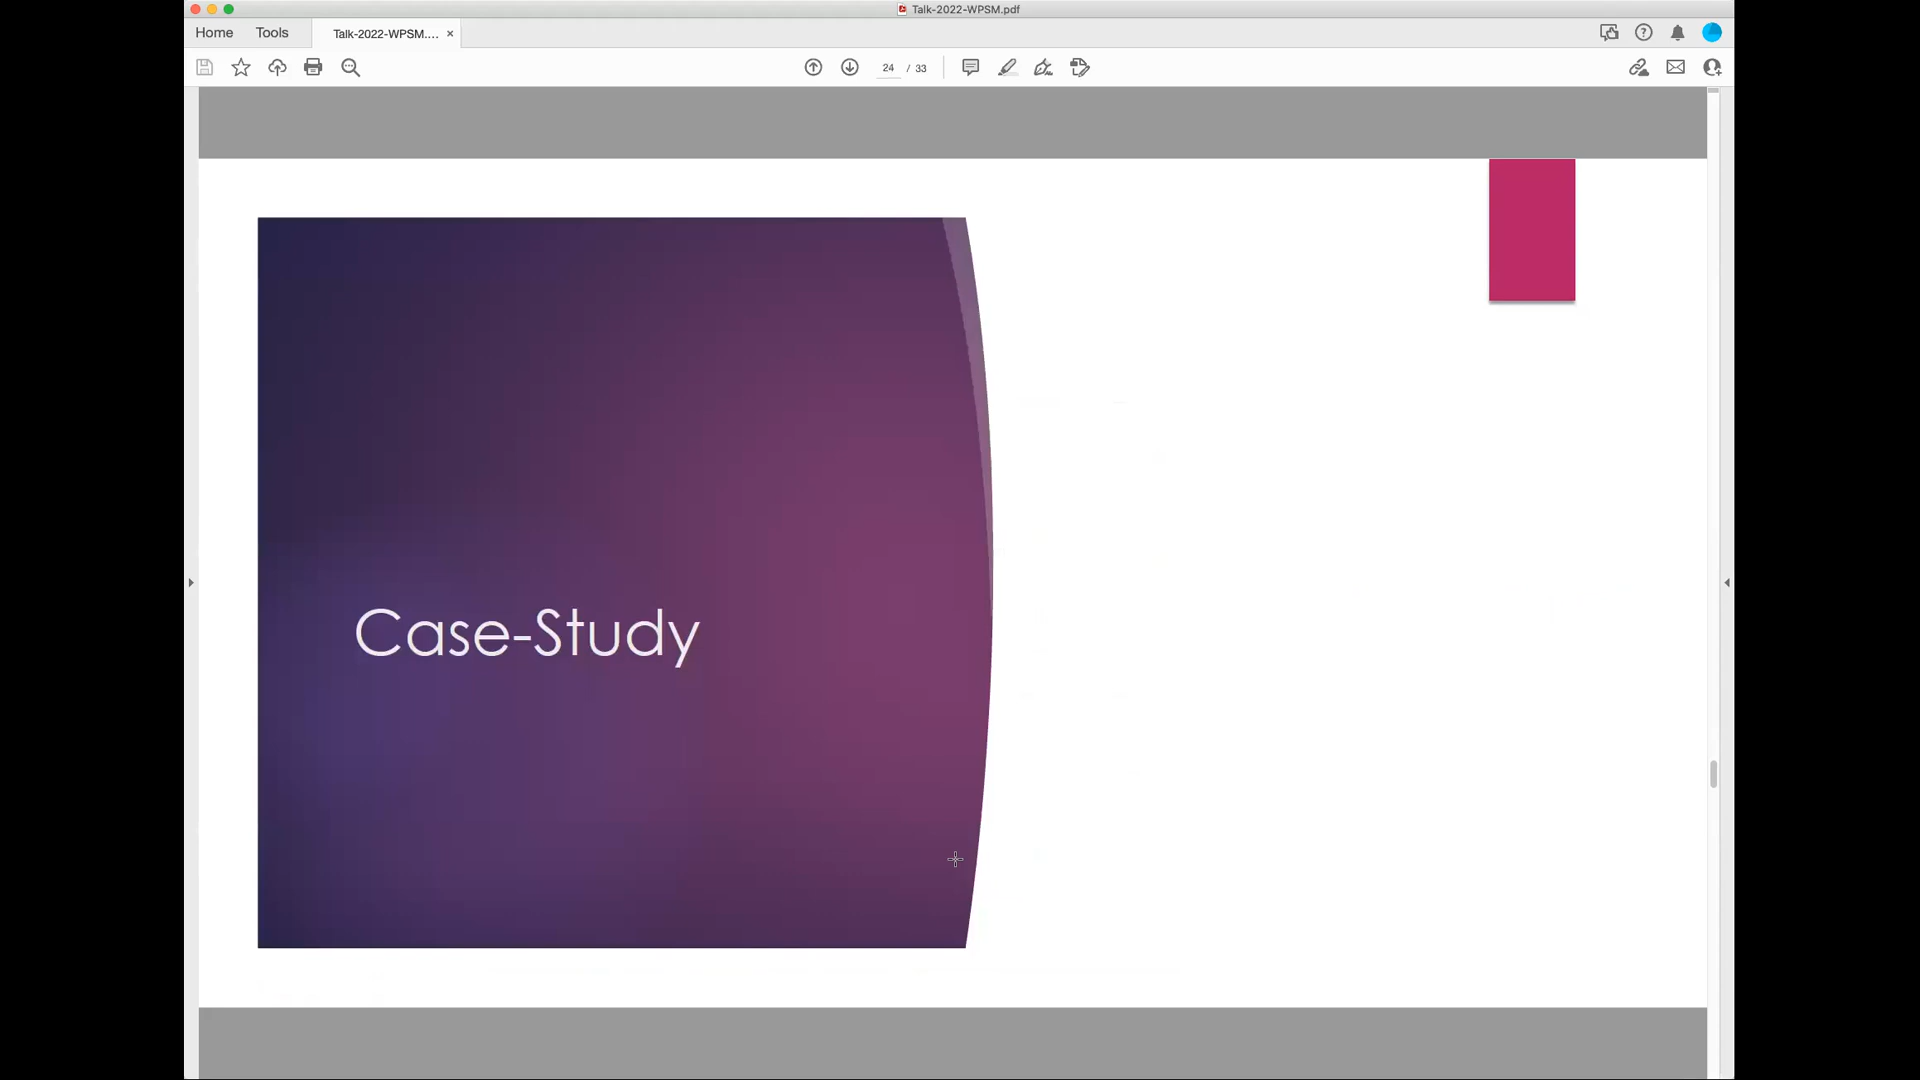 Talk-2022-WPSM.pdf
Home
Tools
Talk-2022-WPSM....
24 / 33
Case-Study